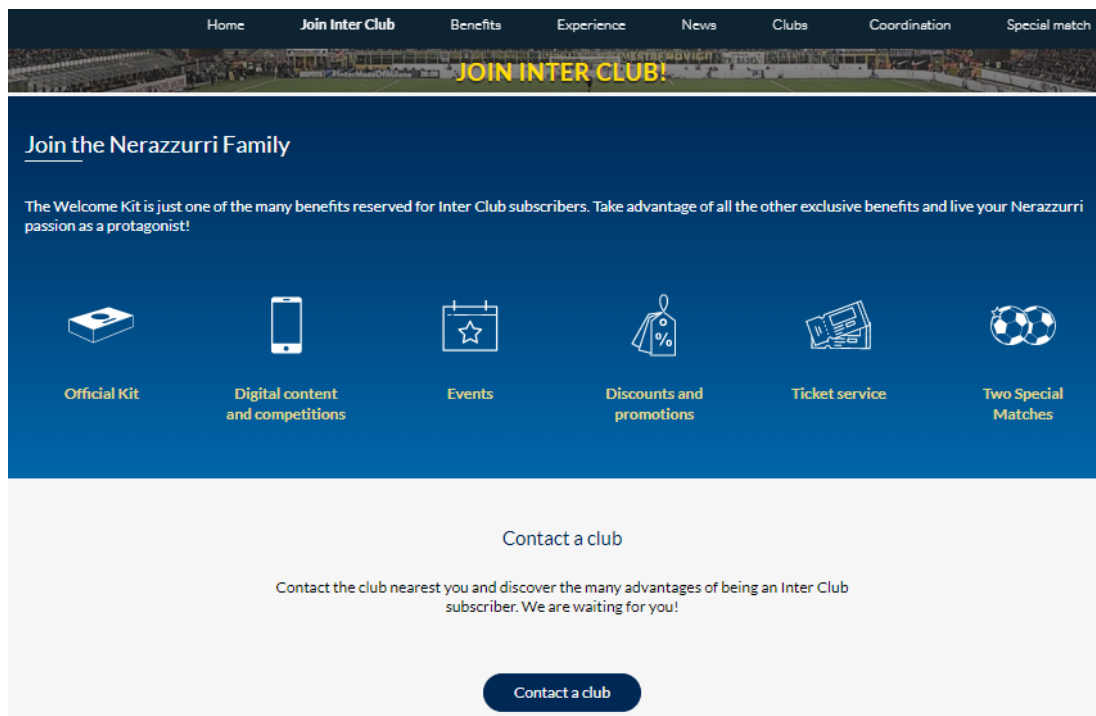 Home Join Inter Club Benefits Experience News Clubs Coordination Special match
JOIN INTER CLUB!
Join the Nerazzurri Family
The Welcome Kit is just one of the many benefits reserved for Inter Club subscribers. Take advantage of all the other exclusive benefits and live your Nerazzurri
passion as a protagonist!
%
Official Kit Digital content Events Discounts and Ticket service Two Special
and competitions promotions Matches
Contact a club
Contact the club nearest you and discover the many advantages of being an Inter Club
subscriber. We are waiting for you!
Contact a club